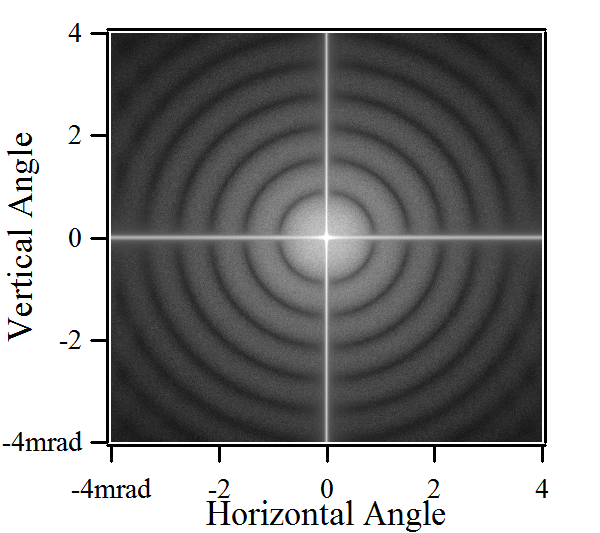 4
2
0
-2
-4mrad
Vertical Angle
-4mrad -2 0 2 4
Horizontal Angle